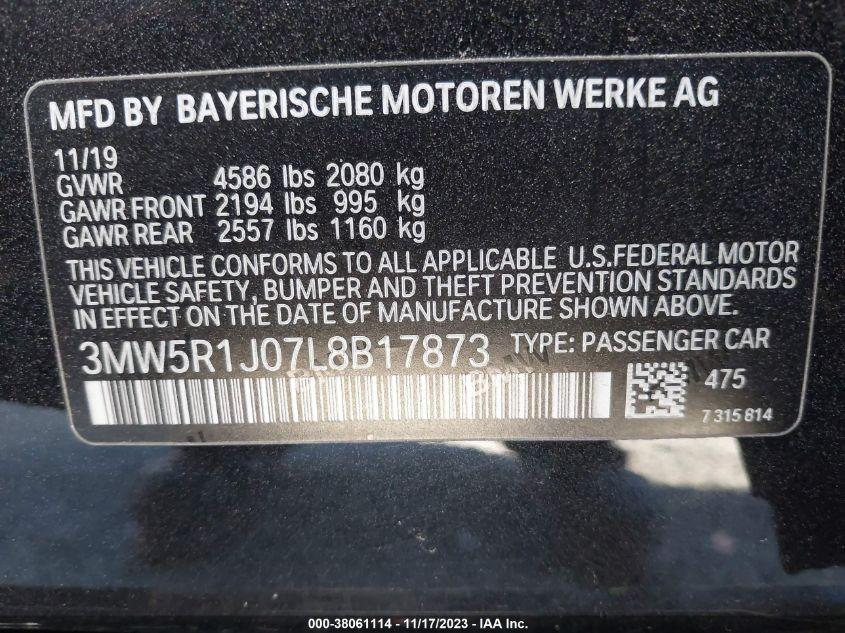 MFD BY BAYERISCHE MOTOREN WERKE AG
11/19
GVWR 4586 lbs 2080 kg
GAWR FRONT 2194 lbs 995 kg
GAWR REAR 2557 lbs 1160 kg
THIS VEHICLE CONFORMS TO ALL APPLICABLE U.S.FEDERAL MOTOR
VEHICLE SAFETY, BUMPER AND THEFT PREVENTION STANDARDS
IN EFFECT ON THE DATE OF MANUFACTURE SHOWN ABOVE.
3MW5R1J07L8B17873 TYPE: PASSENGER CAR
475
7 315 814
000-38061114 - 11/17/2023 - IAA Inc.